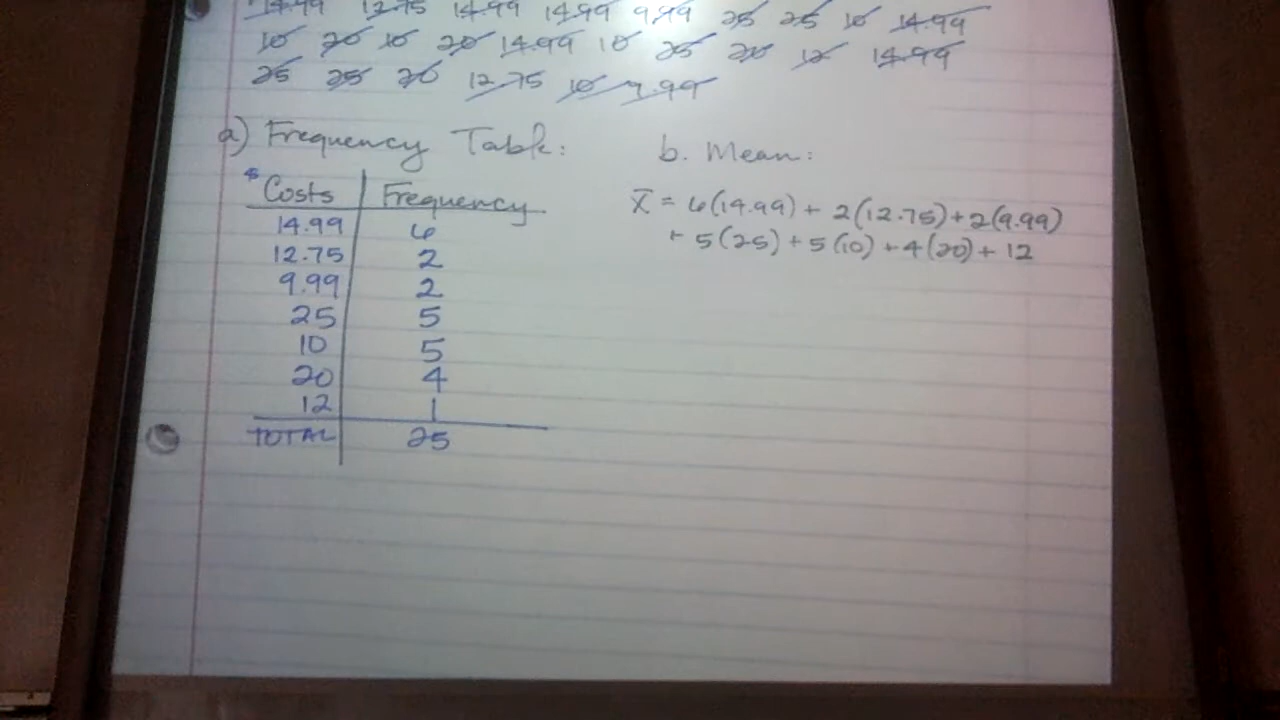 14.99 12.75 14.99 14.99 9.99 25 25 10 14.99
10 20 10 20 14.99 10 25 20 12 14.99
25 25 20 12.75 10 9.99
a) Frequency Table:
$ Costs Frequency
14.99 6
12.75 2
9.99 2
25 5
10 5
20 4
12 1
TOTAL 25
b. Mean:
x̄ = 6(14.99) + 2(12.75) + 2(9.99)
+ 5(25) + 5(10) + 4(20) + 12